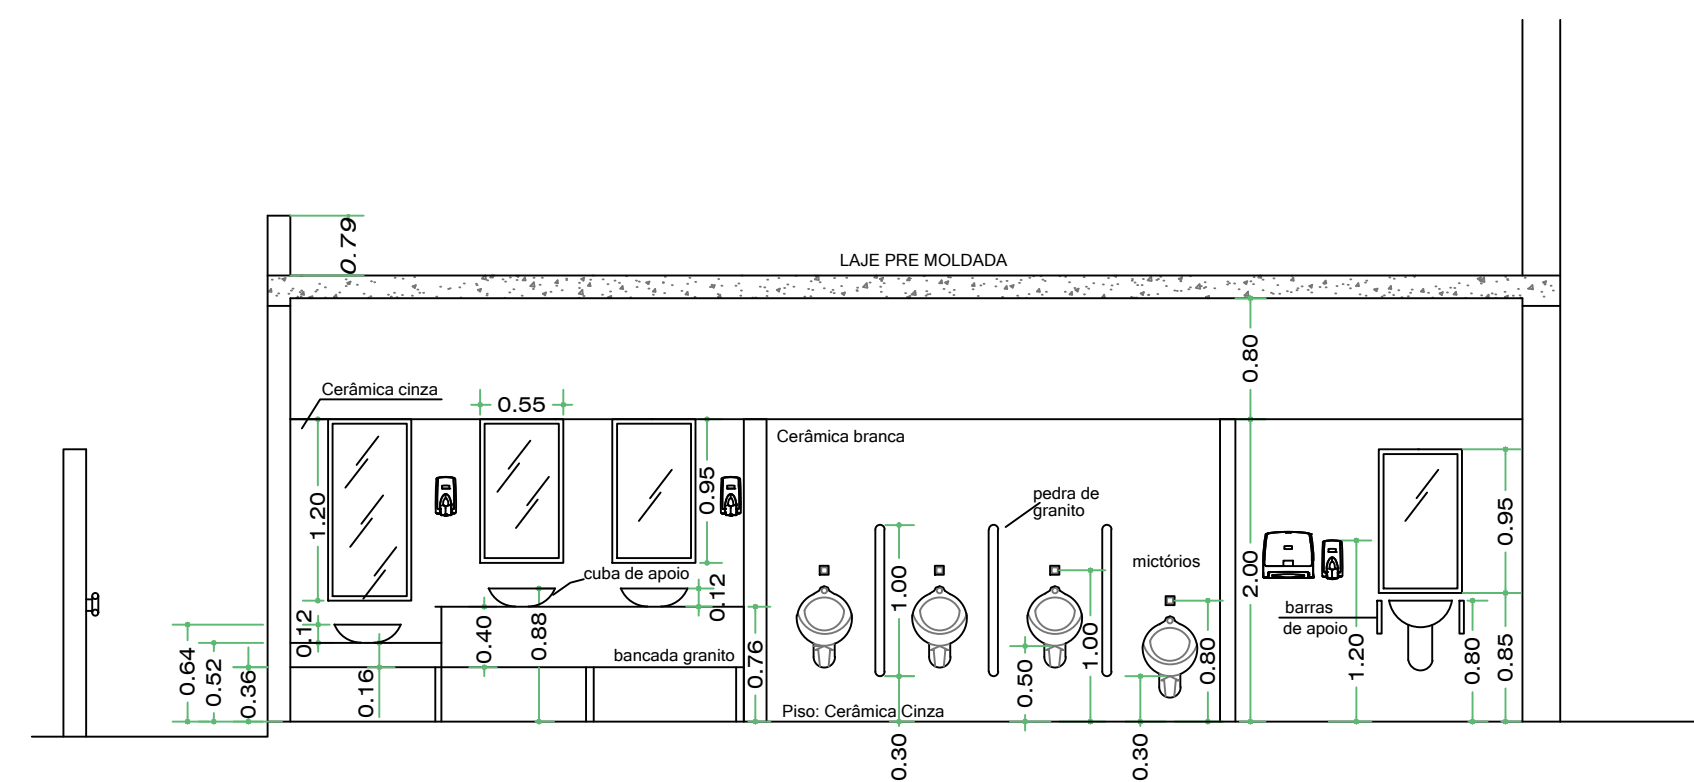 0.79
LAJE PRE MOLDADA
0.80
Cerâmica cinza
0.55
Cerâmica branca
1.20
0.95
pedra de
granito
0.95
2.00
cuba de apoio
mictórios
1.00
0.12
0.12
barras
de apoio
0.40
0.88
bancada granito
0.76
0.64
0.52
0.36
0.16
0.50
1.00
0.80
1.20
0.80
0.85
Piso: Cerâmica Cinza
0.30
0.30